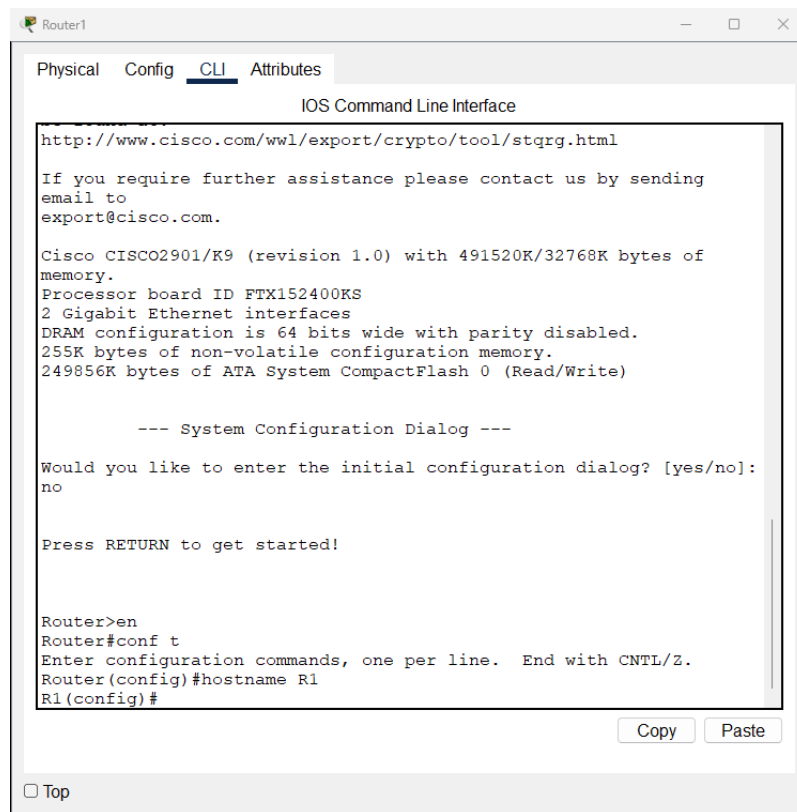 Router1
Physical Config CLI Attributes
IOS Command Line Interface
http://www.cisco.com/wwl/export/crypto/tool/stqrg.html
If you require further assistance please contact us by sending
email to
export@cisco.com.
Cisco CISCO2901/K9 (revision 1.0) with 491520K/32768K bytes of
memory.
Processor board ID FTX152400KS
2 Gigabit Ethernet interfaces
DRAM configuration is 64 bits wide with parity disabled.
255K bytes of non-volatile configuration memory.
249856K bytes of ATA System CompactFlash 0 (Read/Write)
--- System Configuration Dialog ---
Would you like to enter the initial configuration dialog? [yes/no]:
no
Press RETURN to get started!
Router>en
Router#conf t
Enter configuration commands, one per line. End with CNTL/Z.
Router(config)#hostname R1
R1(config)#
Copy Paste
Top